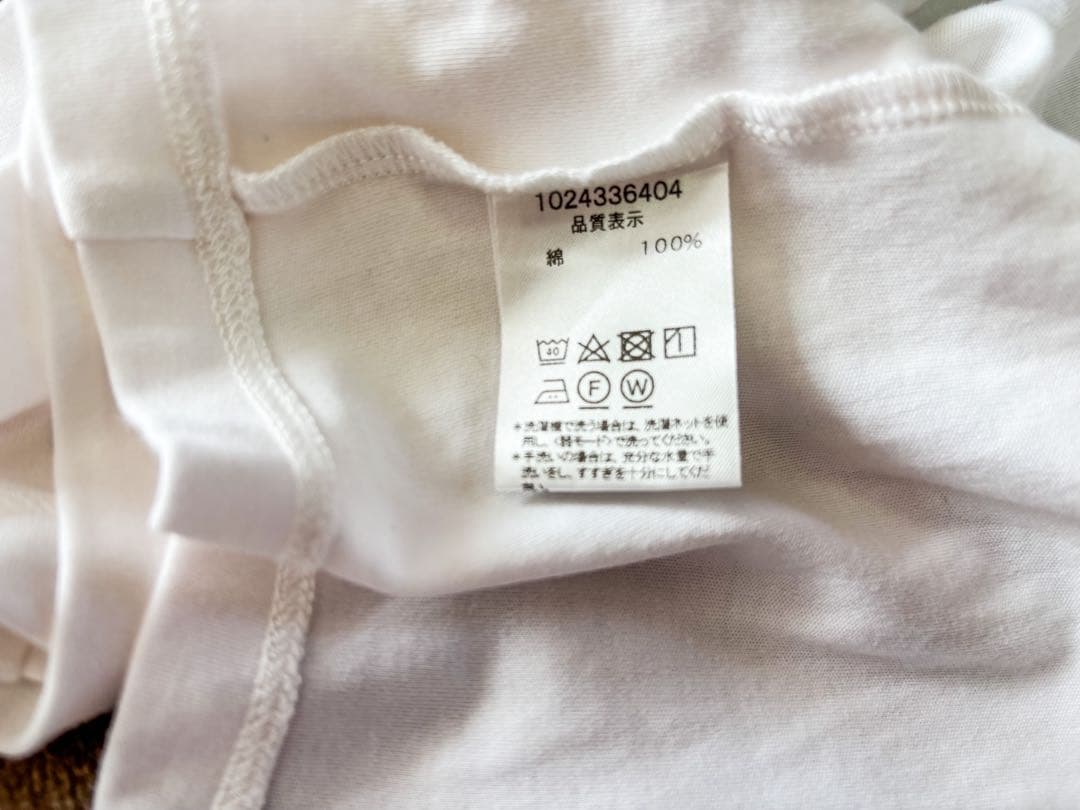 1024336404
品質表示
綿 100%
40
F W
*洗濯機で洗う場合は、洗濯ネットを使
用し、〈弱モード〉で洗ってください。
*手洗いの場合は、充分な水量で手
洗いをし、すすぎを十分にしてくだ